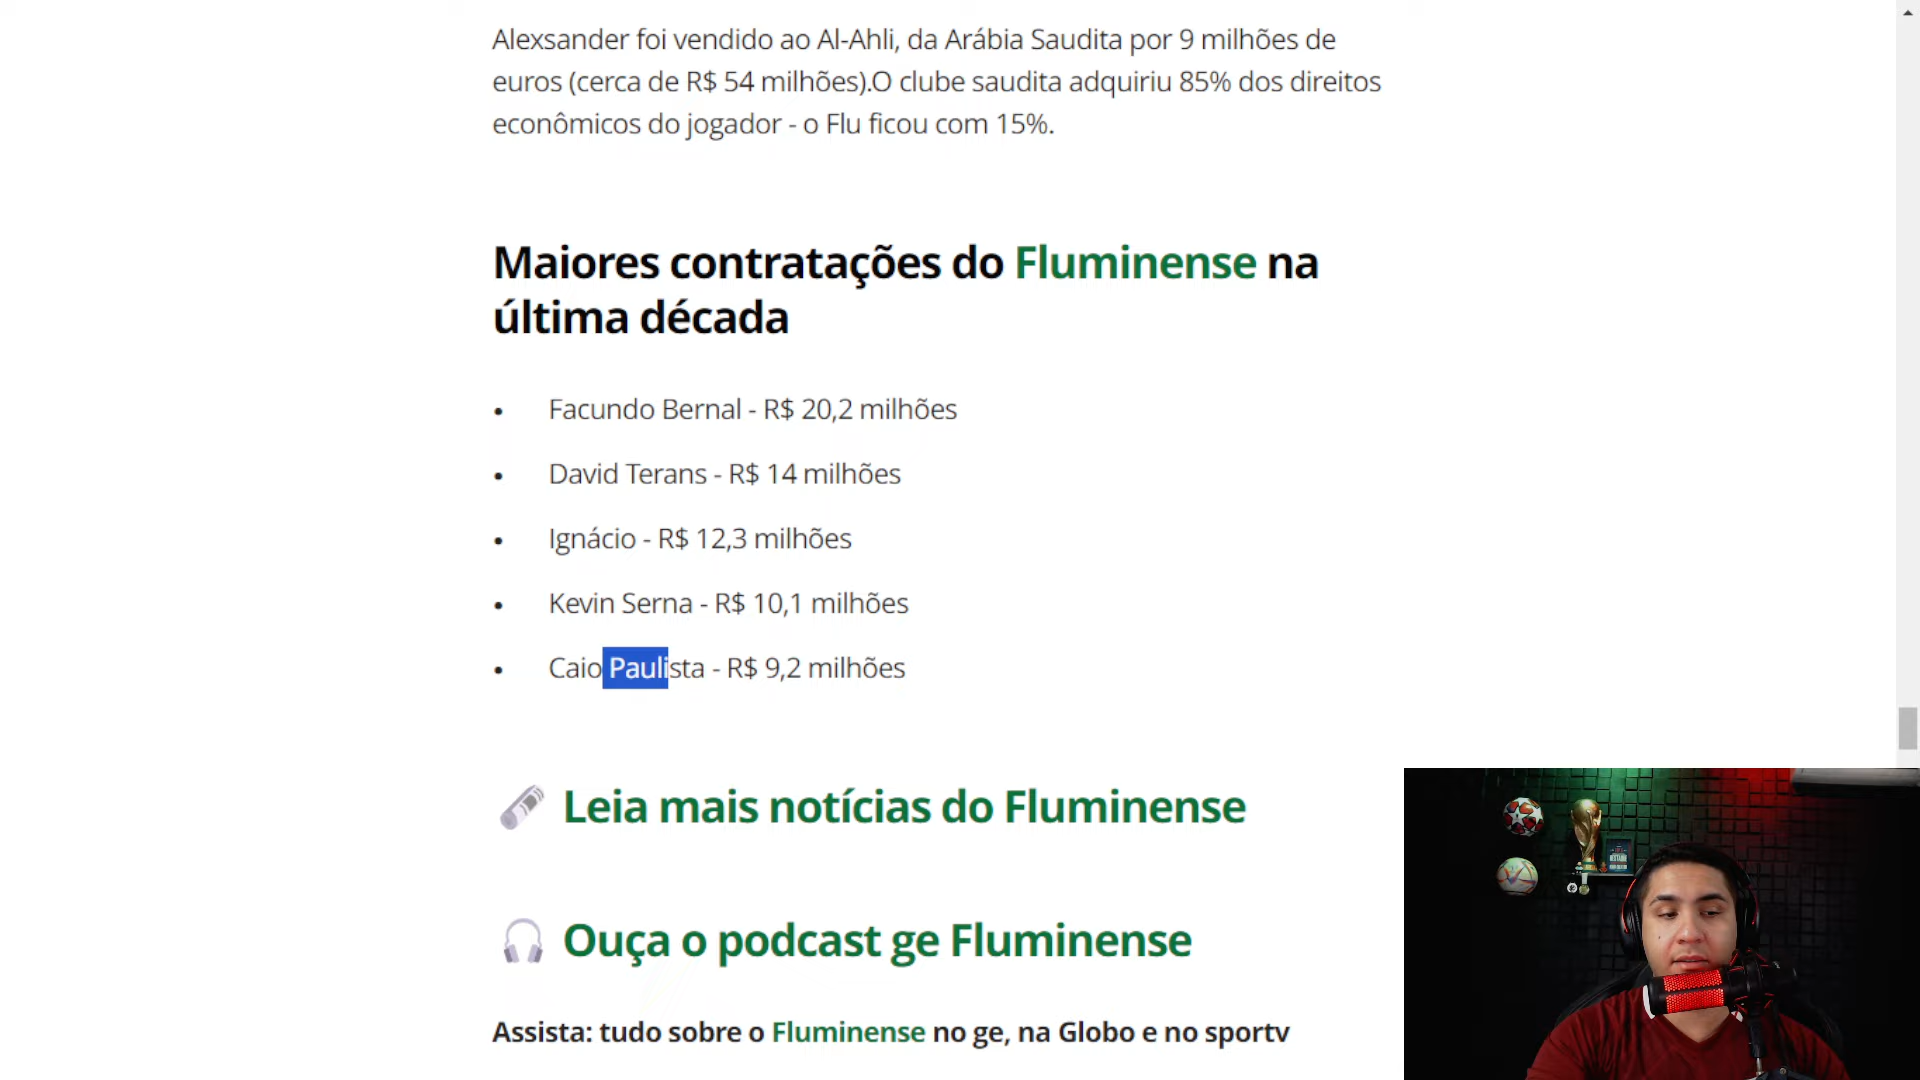 Alexsander foi vendido ao Al-Ahli, da Arábia Saudita por 9 milhões de
euros (cerca de R$ 54 milhões).O clube saudita adquiriu 85% dos direitos
econômicos do jogador - o Flu ficou com 15%.
Maiores contratações do Fluminense na
última década
• Facundo Bernal - R$ 20,2 milhões
• David Terans - R$ 14 milhões
• Ignácio - R$ 12,3 milhões
• Kevin Serna - R$ 10,1 milhões
• Caio Paulista - R$ 9,2 milhões
Leia mais notícias do Fluminense
Ouça o podcast ge Fluminense
Assista: tudo sobre o Fluminense no ge, na Globo e no sportv